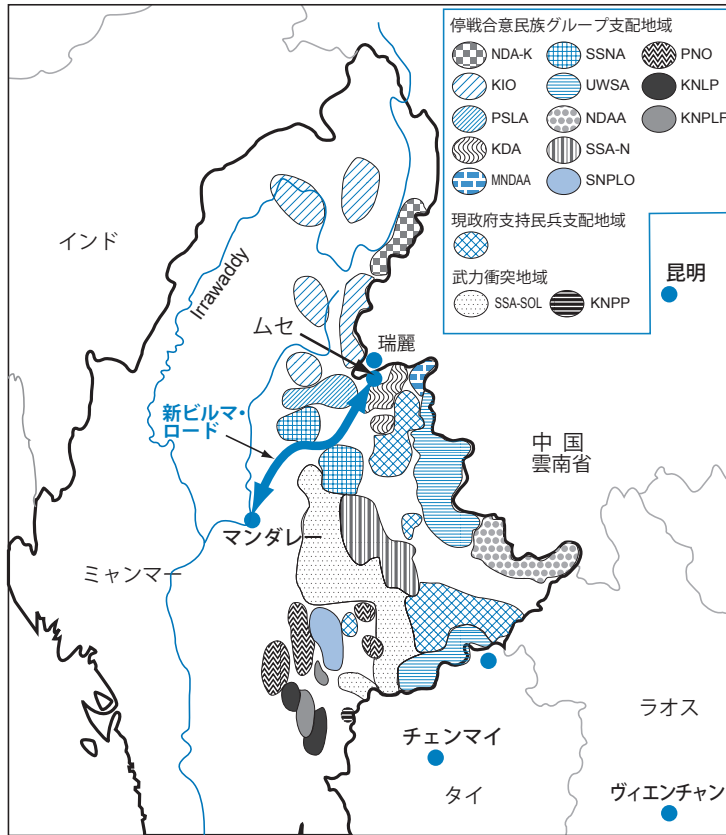 停戦合意民族グループ支配地域
NDA-K
SSNA
PNO
KIO
UWSA
KNLP
PSLA
NDAA
KNPLF
KDA
SSA-N
MNDAA
SNPLO
現政府支持民兵支配地域
武力衝突地域
SSA-SOL
KNPP
インド
Irrawaddy
昆明
ムセ
瑞麗
新ビルマ・
ロード
中 国
雲南省
マンダレー
ミャンマー
ラオス
チェンマイ
タイ
ヴィエンチャン